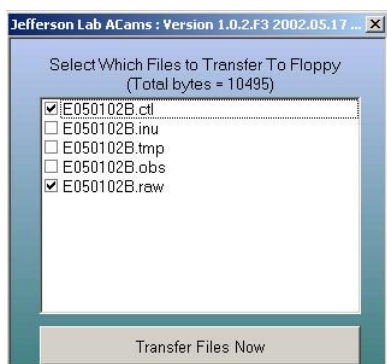 Jefferson Lab ACams : Version 1.0.2.F3 2002.05.17 ...
Select Which Files to Transfer To Floppy
(Total bytes = 10495)
E050102B.ctl
E050102B.inu
E050102B.tmp
E050102B.obs
E050102B.raw
Transfer Files Now